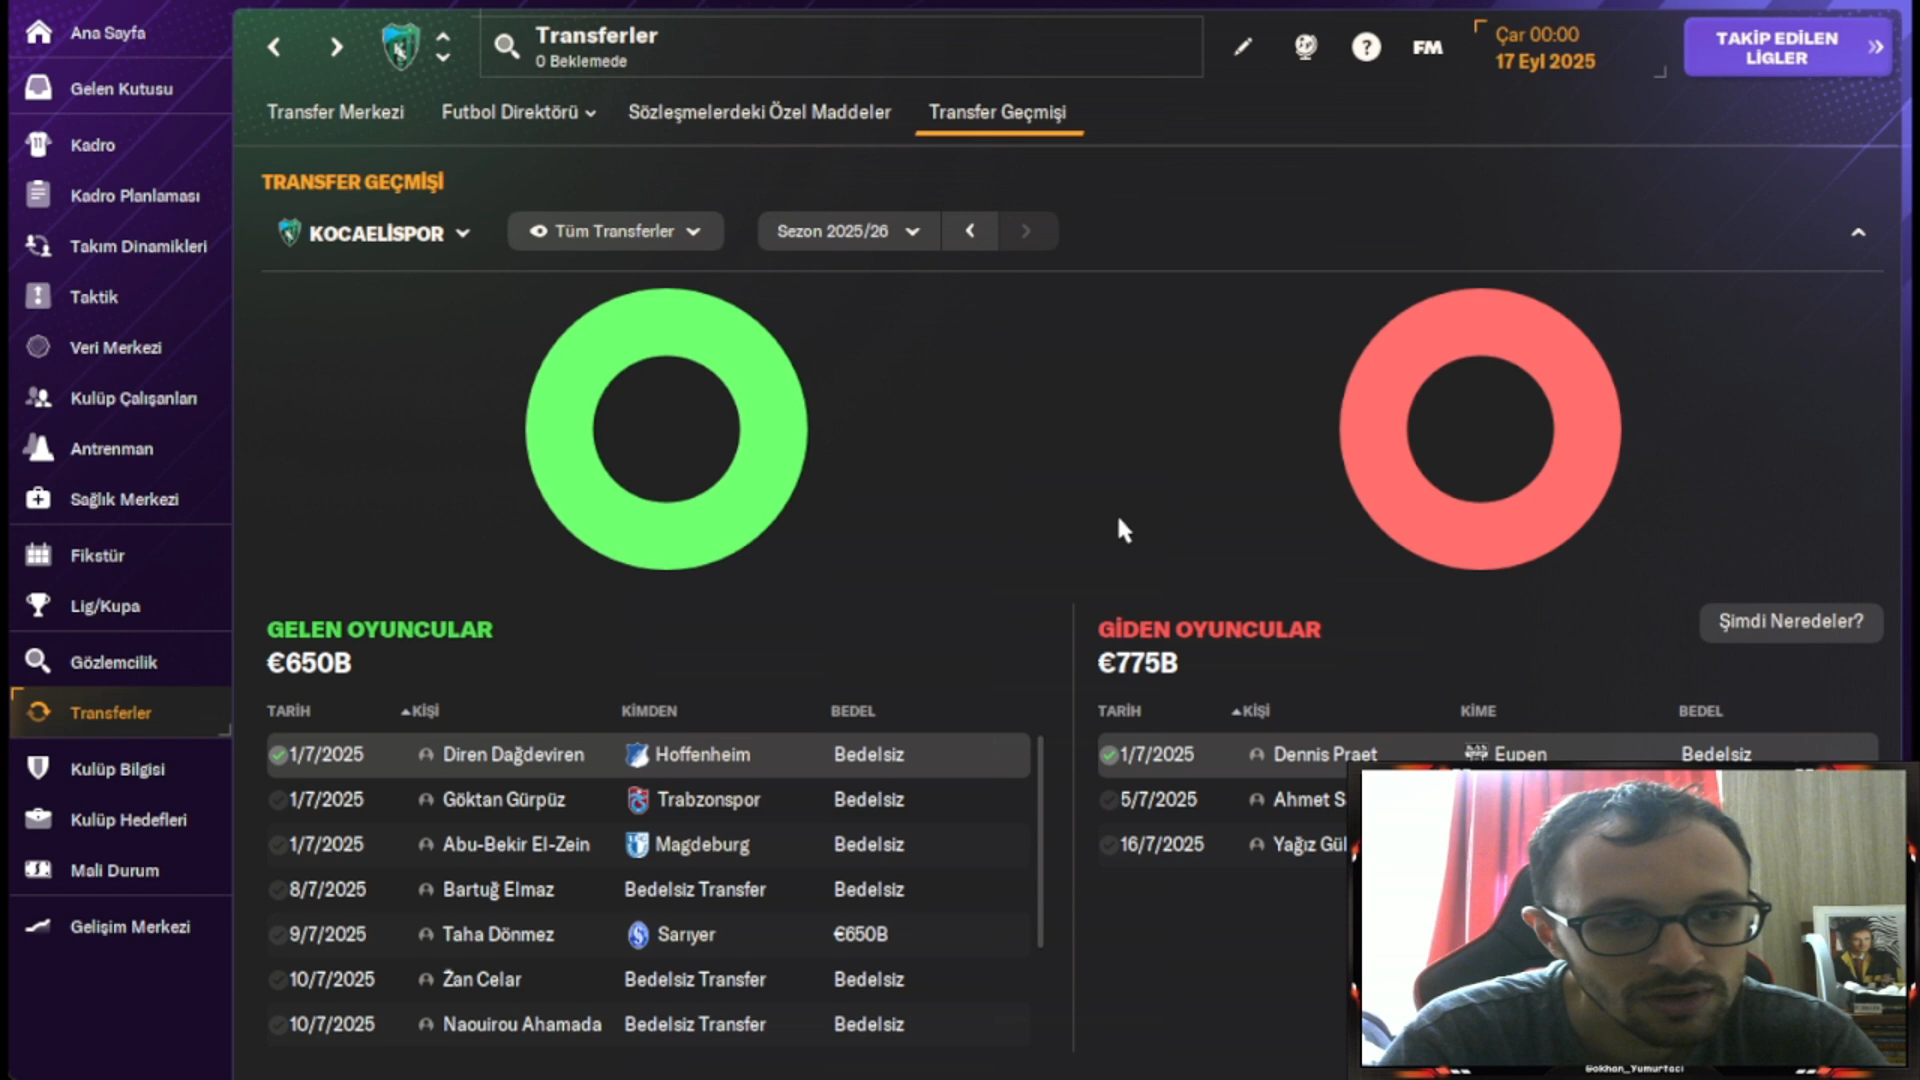 Ana Sayfa
Gelen Kutusu
Kadro
Kadro Planlaması
Takım Dinamikleri
Taktik
Veri Merkezi
Kulüp Çalışanları
Antrenman
Sağlık Merkezi
Fikstür
Lig/Kupa
Gözlemcilik
Transferler
Kulüp Bilgisi
Kulüp Hedefleri
Mali Durum
Gelişim Merkezi
Transferler
0 Beklemede
FM
Çar 00:00
17 Eyl 2025
TAKİP EDİLEN
LİGLER
Transfer Merkezi Futbol Direktörü Sözleşmelerdeki Özel Maddeler Transfer Geçmişi
TRANSFER GEÇMİŞİ
KOCAELİSPOR Tüm Transferler Sezon 2025/26
GELEN OYUNCULAR
€650B
TARİH KİŞİ KİMDEN BEDEL
1/7/2025 Diren Dağdeviren Hoffenheim Bedelsiz
1/7/2025 Göktan Gürpüz Trabzonspor Bedelsiz
1/7/2025 Abu-Bekir El-Zein Magdeburg Bedelsiz
8/7/2025 Bartuğ Elmaz Bedelsiz Transfer Bedelsiz
9/7/2025 Taha Dönmez Sarıyer €650B
10/7/2025 Žan Celar Bedelsiz Transfer Bedelsiz
10/7/2025 Naouirou Ahamada Bedelsiz Transfer Bedelsiz
GİDEN OYUNCULAR
€775B
Şimdi Neredeler?
TARİH KİŞİ KİME BEDEL
1/7/2025 Dennis Praet Eupen Bedelsiz
5/7/2025 Ahmet S
16/7/2025 Yağız Gül
Gokhan_Yumurtaci